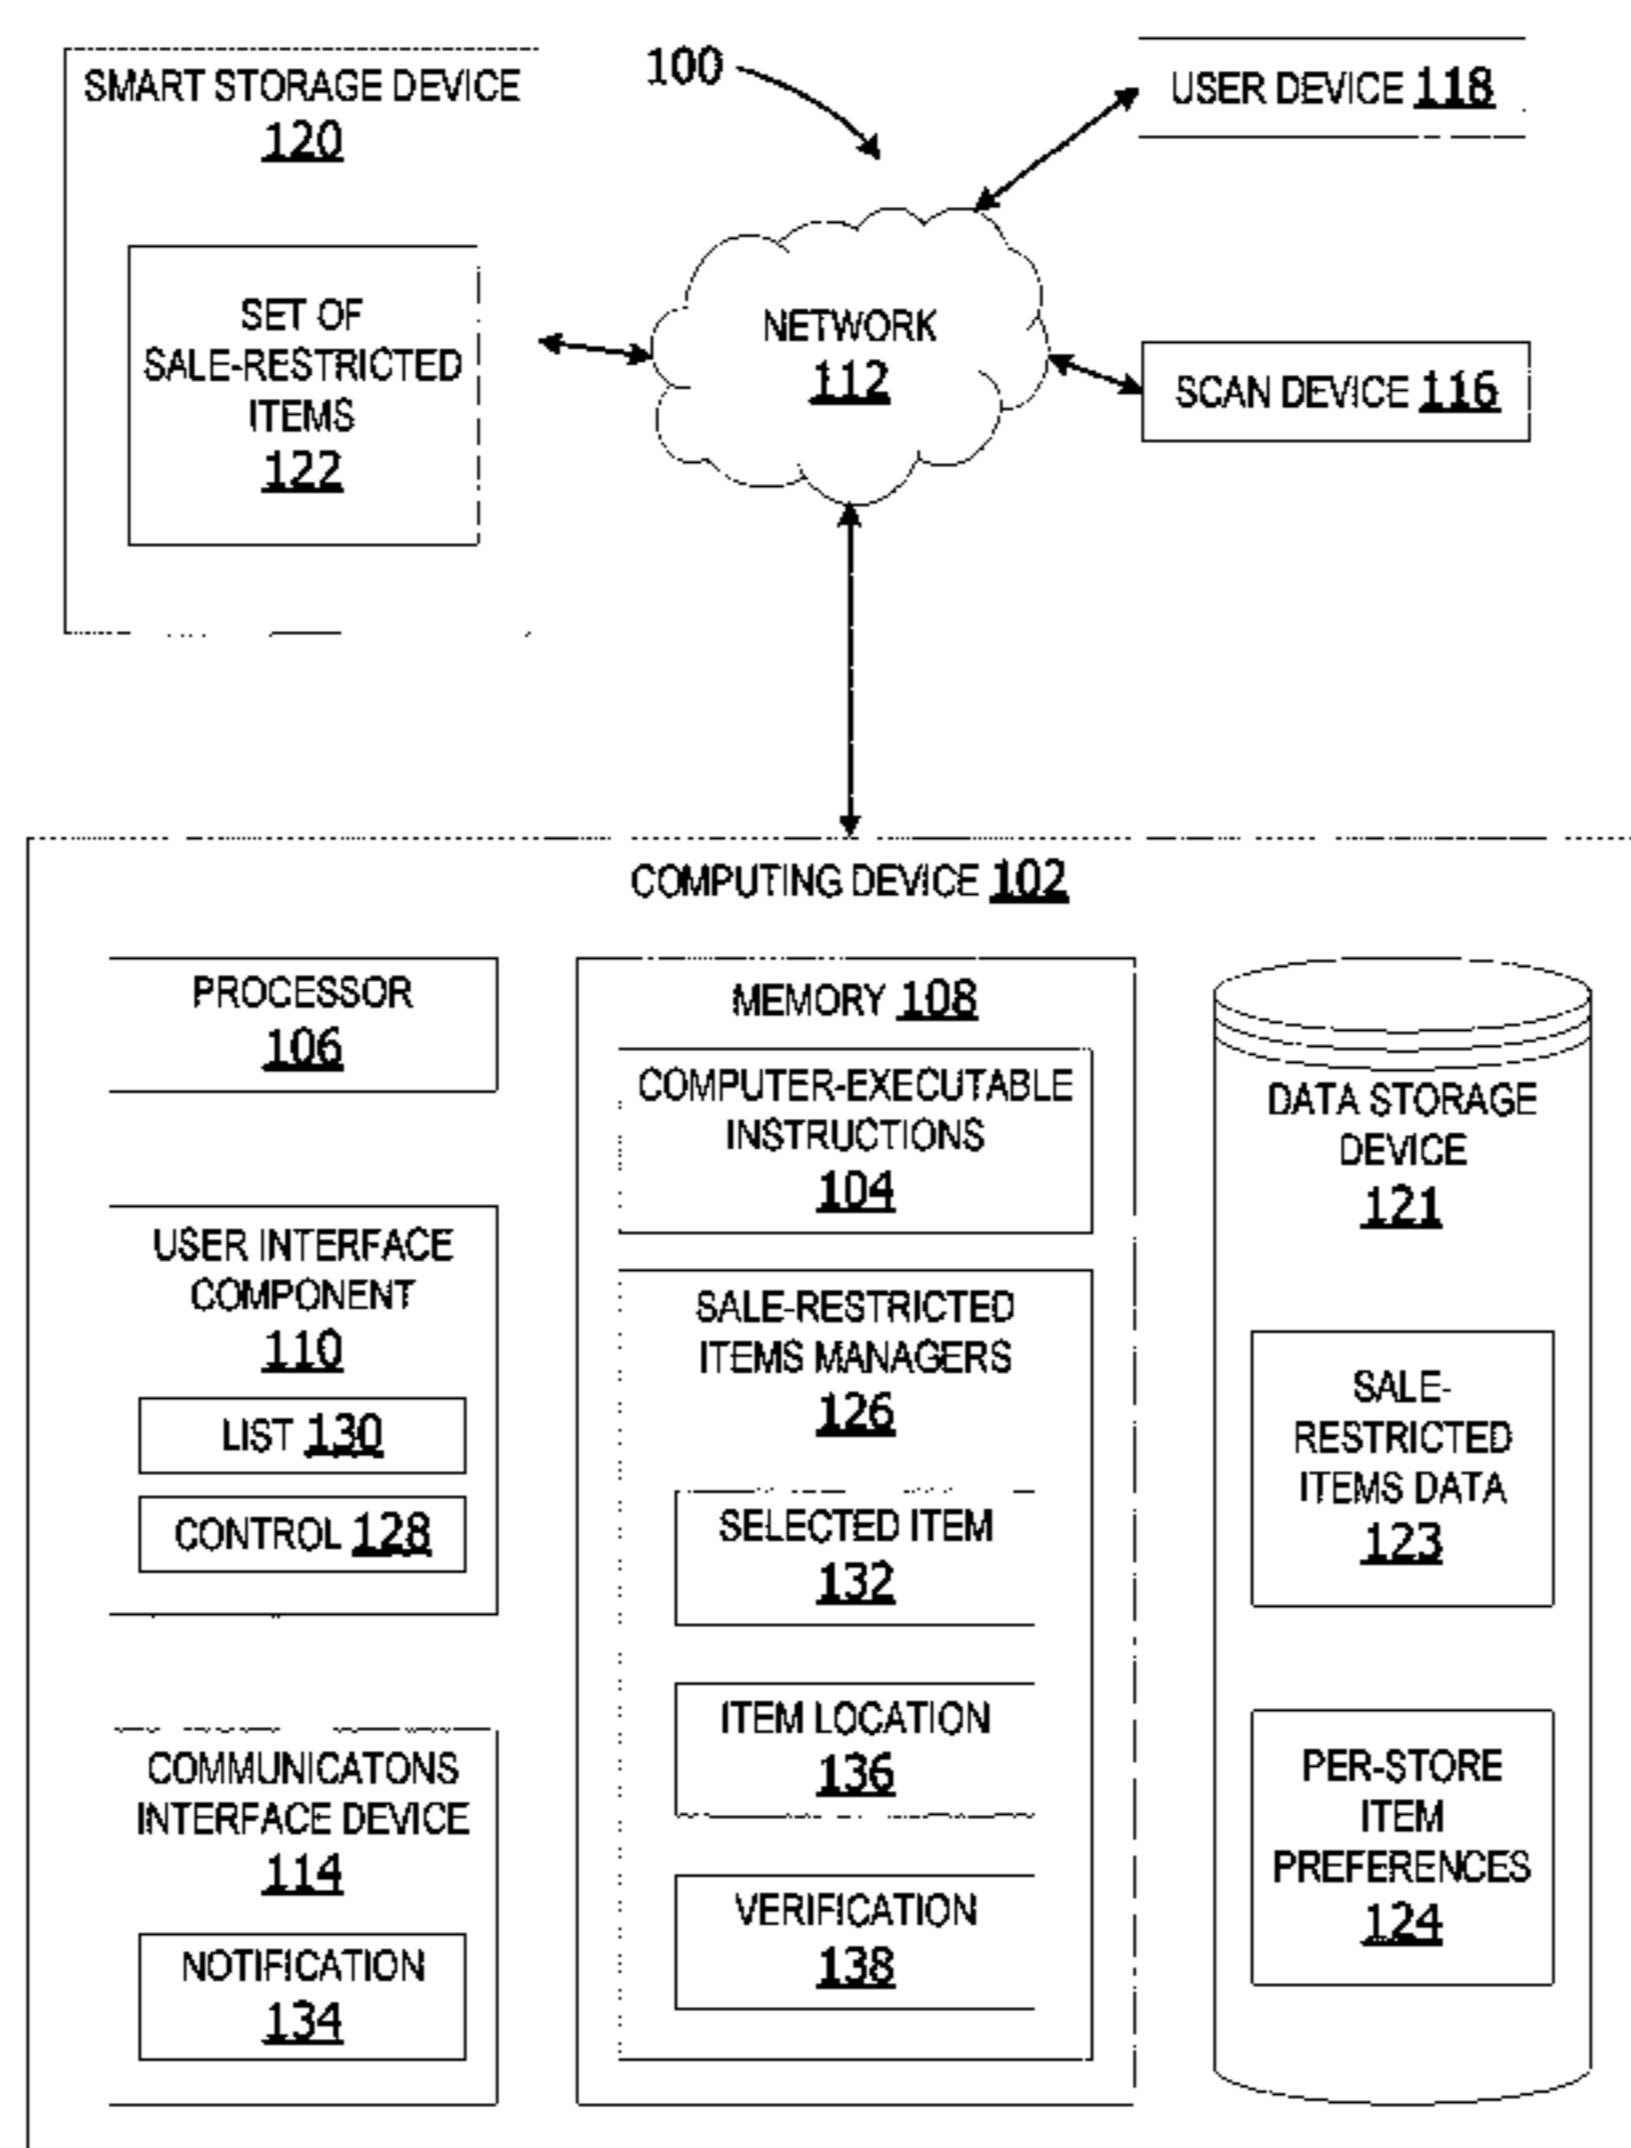 SMART STORAGE DEVICE
120
SET OF
SALE-RESTRICTED
ITEMS
122
100
NETWORK
112
USER DEVICE 118
SCAN DEVICE 116
COMPUTING DEVICE 102
PROCESSOR
106
USER INTERFACE
COMPONENT
110
LIST 130
CONTROL 128
COMMUNICATONS
INTERFACE DEVICE
114
NOTIFICATION
134
MEMORY 108
COMPUTER-EXECUTABLE
INSTRUCTIONS
104
SALE-RESTRICTED
ITEMS MANAGERS
126
SELECTED ITEM
132
ITEM LOCATION
136
VERIFICATION
138
DATA STORAGE
DEVICE
121
SALE-
RESTRICTED
ITEMS DATA
123
PER-STORE
ITEM
PREFERENCES
124